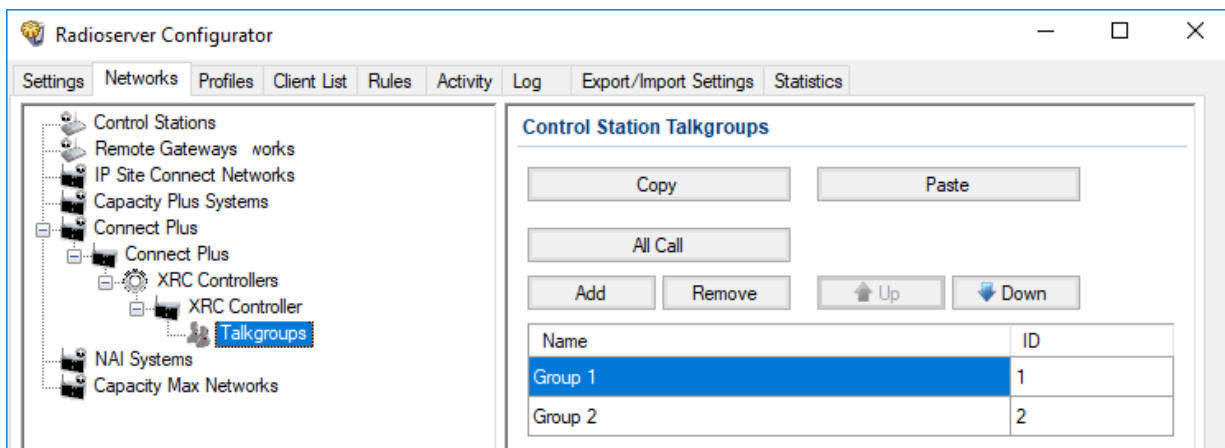 Radioserver Configurator
Settings Networks Profiles Client List Rules Activity Log Export/Import Settings Statistics
Control Stations
Remote Gateways works
IP Site Connect Networks
Capacity Plus Systems
Connect Plus
Connect Plus
XRC Controllers
XRC Controller
Talkgroups
NAI Systems
Capacity Max Networks
Control Station Talkgroups
Copy Paste
All Call
Add Remove Up Down
Name ID
Group 1 1
Group 2 2